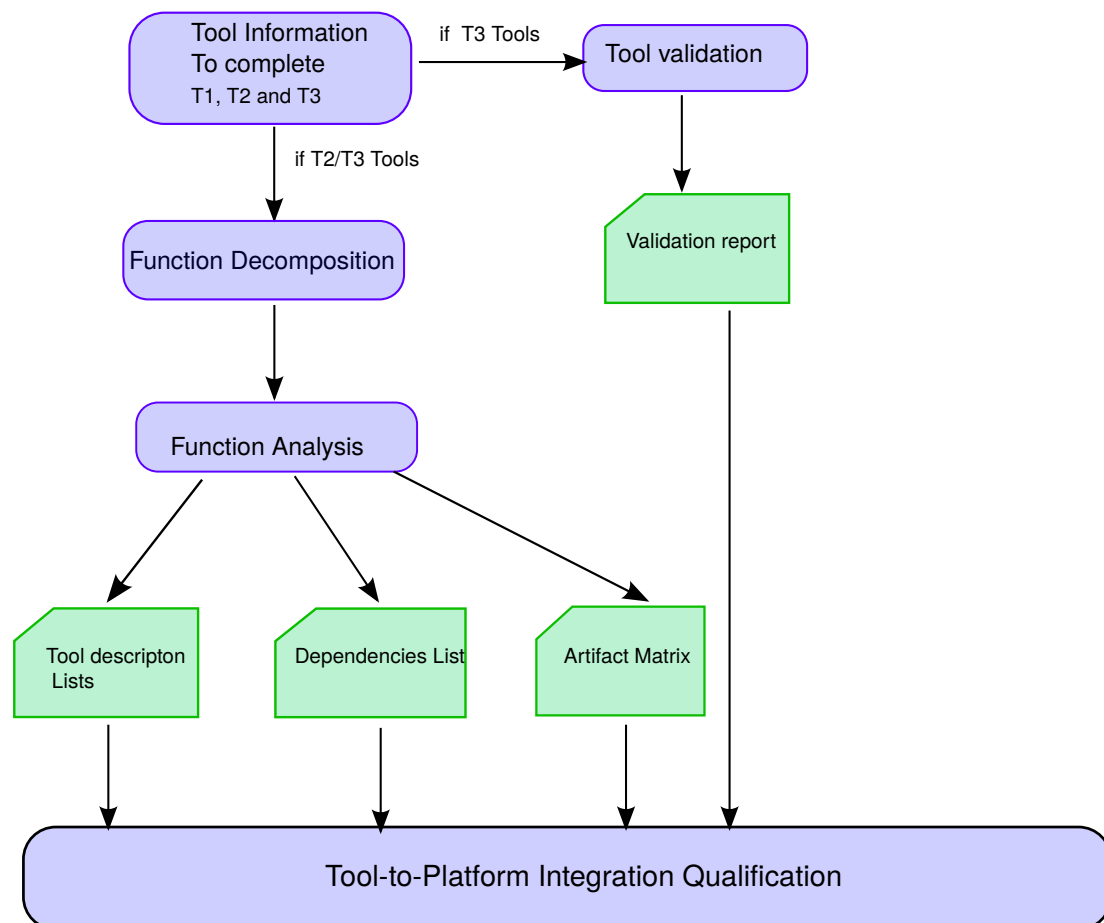 Tool Information
To complete
T1, T2 and T3
if T3 Tools
Tool validation
if T2/T3 Tools
Validation report
Function Decomposition
Function Analysis
Tool descripton
Lists
Dependencies List
Artifact Matrix
Tool-to-Platform Integration Qualification